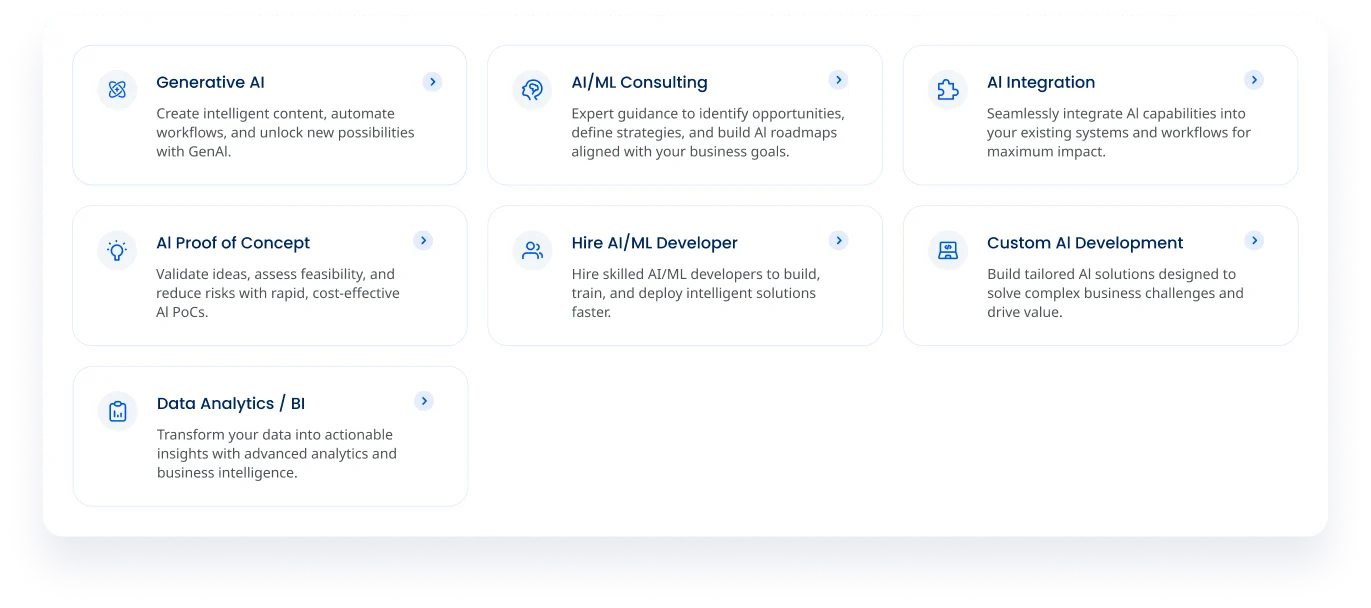 Generative AI
Create intelligent content, automate
workflows, and unlock new possibilities
with GenAI.
AI/ML Consulting
Expert guidance to identify opportunities,
define strategies, and build AI roadmaps
aligned with your business goals.
AI Integration
Seamlessly integrate AI capabilities into
your existing systems and workflows for
maximum impact.
AI Proof of Concept
Validate ideas, assess feasibility, and
reduce risks with rapid, cost-effective
AI PoCs.
Hire AI/ML Developer
Hire skilled AI/ML developers to build,
train, and deploy intelligent solutions
faster.
Custom AI Development
Build tailored AI solutions designed to
solve complex business challenges and
drive value.
Data Analytics / BI
Transform your data into actionable
insights with advanced analytics and
business intelligence.